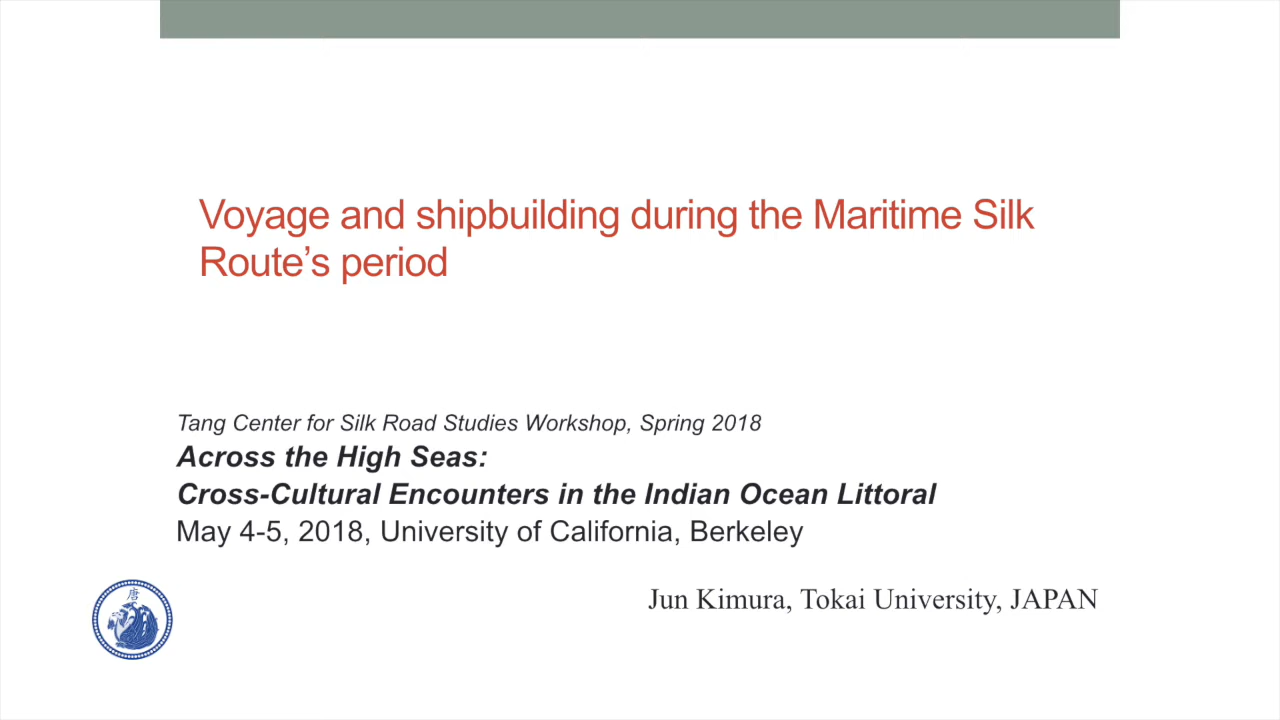 Voyage and shipbuilding during the Maritime Silk
Route’s period
Tang Center for Silk Road Studies Workshop, Spring 2018
Across the High Seas:
Cross-Cultural Encounters in the Indian Ocean Littoral
May 4-5, 2018, University of California, Berkeley
唐
Jun Kimura, Tokai University, JAPAN